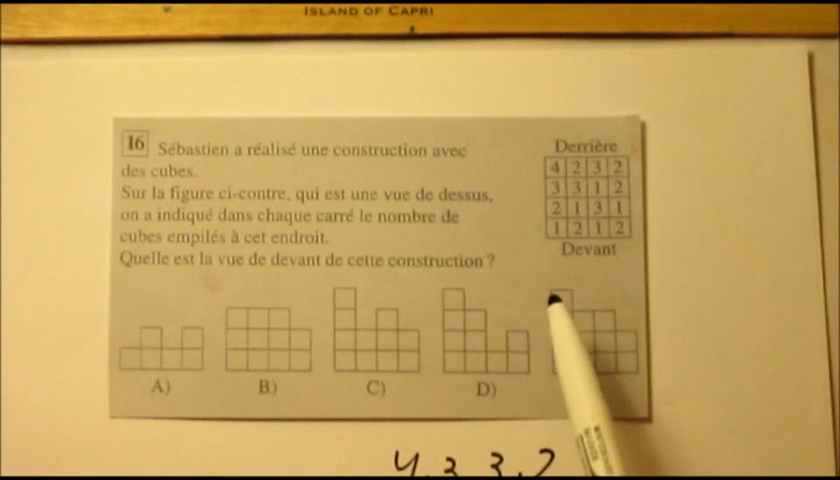 ISLAND OF CAPRI
16 Sébastien a réalisé une construction avec
des cubes.
Sur la figure ci-contre, qui est une vue de dessus,
on a indiqué dans chaque carré le nombre de
cubes empilés à cet endroit.
Quelle est la vue de devant de cette construction ?
Derrière
4 2 3 2
3 3 1 2
2 1 3 1
1 2 1 2
Devant
A) B) C) D)
4, 3, 3, 2